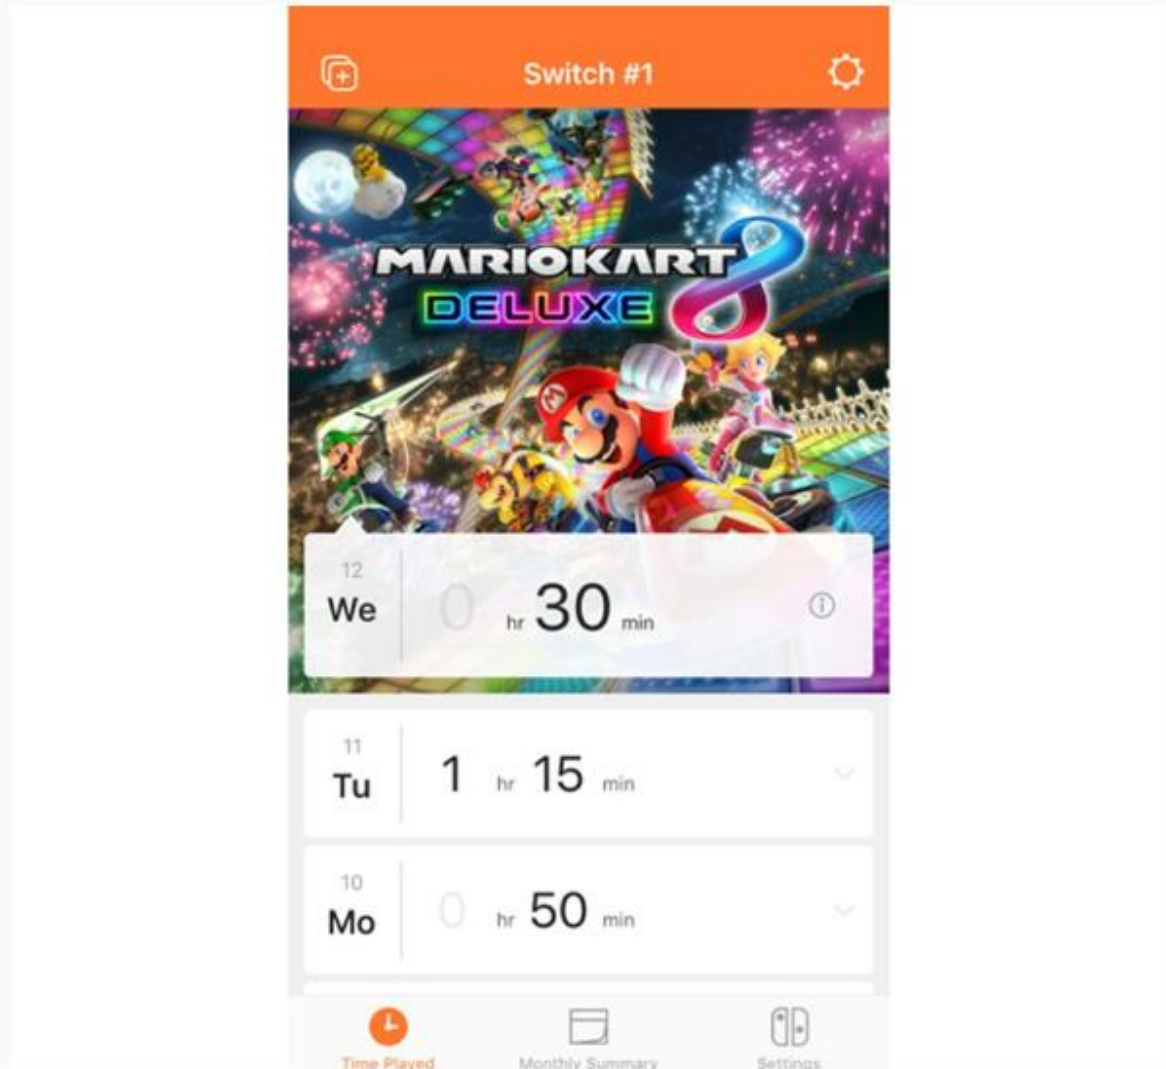 Switch #1
MARIOKART 8
DELUXE
12
We
0 hr 30 min
11
Tu
1 hr 15 min
10
Mo
0 hr 50 min
Time Played Monthly Summary Settings